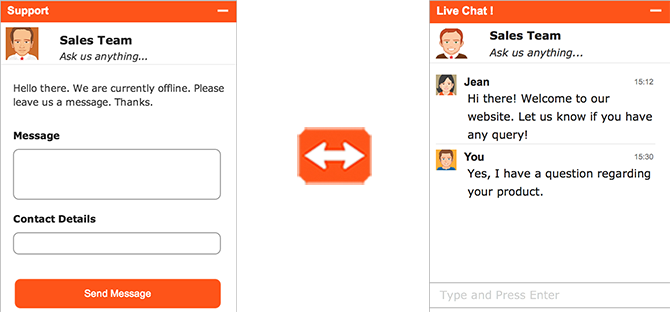 Support
Sales Team
Ask us anything...
Hello there. We are currently offline. Please
leave us a message. Thanks.
Message
Contact Details
Send Message
Live Chat !
Sales Team
Ask us anything...
Jean 15:12
Hi there! Welcome to our
website. Let us know if you have
any query!
You 15:30
Yes, I have a question regarding
your product.
Type and Press Enter